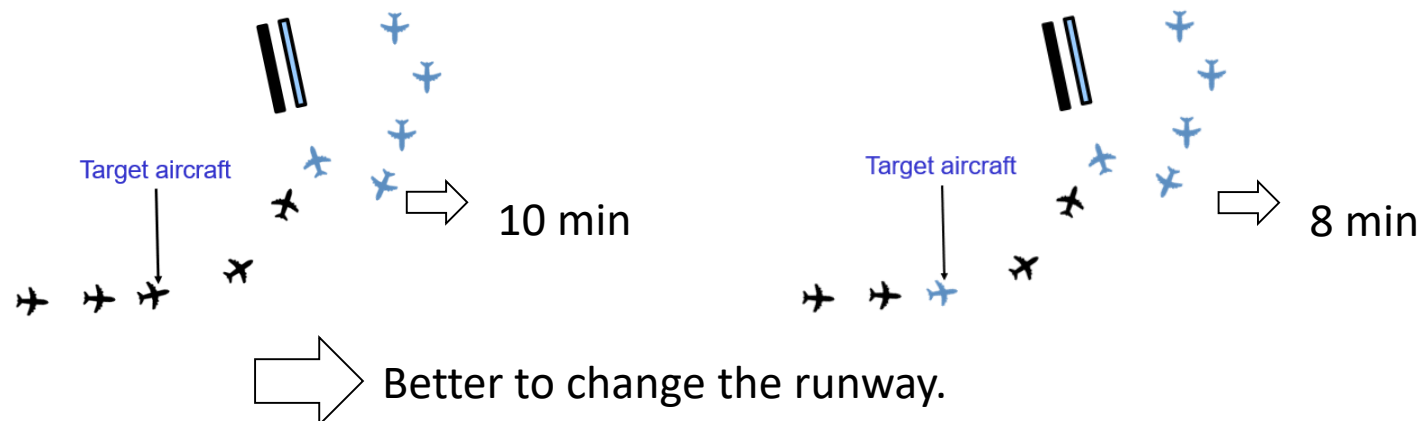 Target aircraft
10 min
Target aircraft
8 min
Better to change the runway.